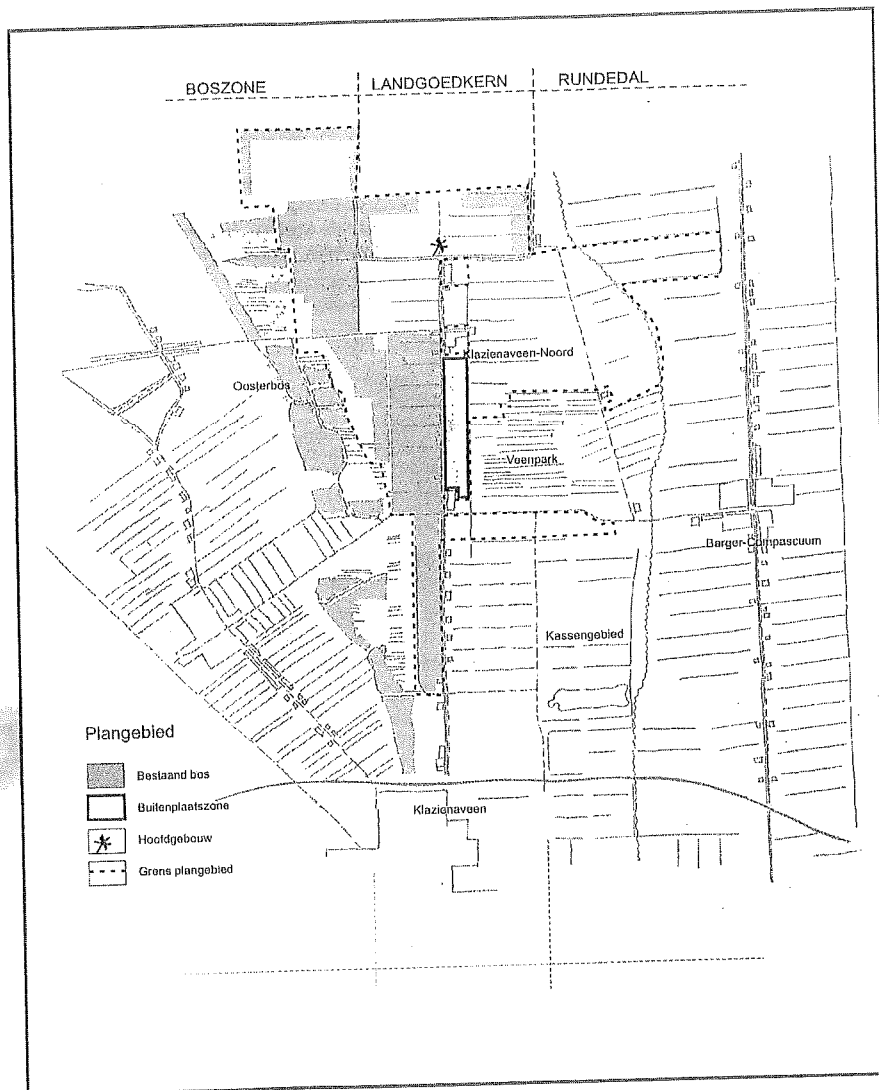 BOSZONE
LANDGOEDKERN
RUNDEDAL
Klazienaveen-Noord
Oosterbos
Veenpark
Barger-Compascuum
Kassengebied
Plangebied
Bestaand bos
Buitenplaatszone
Hoofdgebouw
Grens plangebied
Klazienaveen